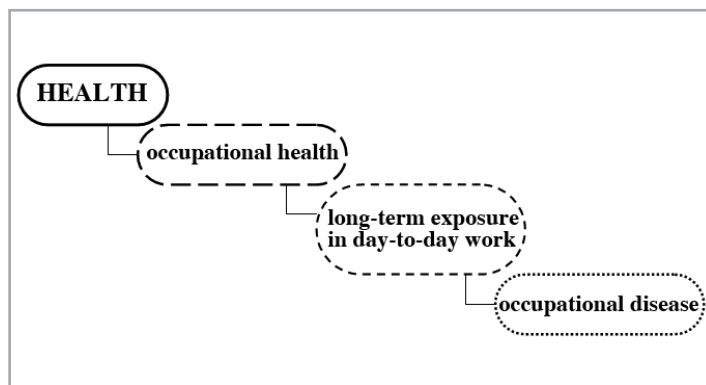 HEALTH
occupational health
long-term exposure
in day-to-day work
occupational disease